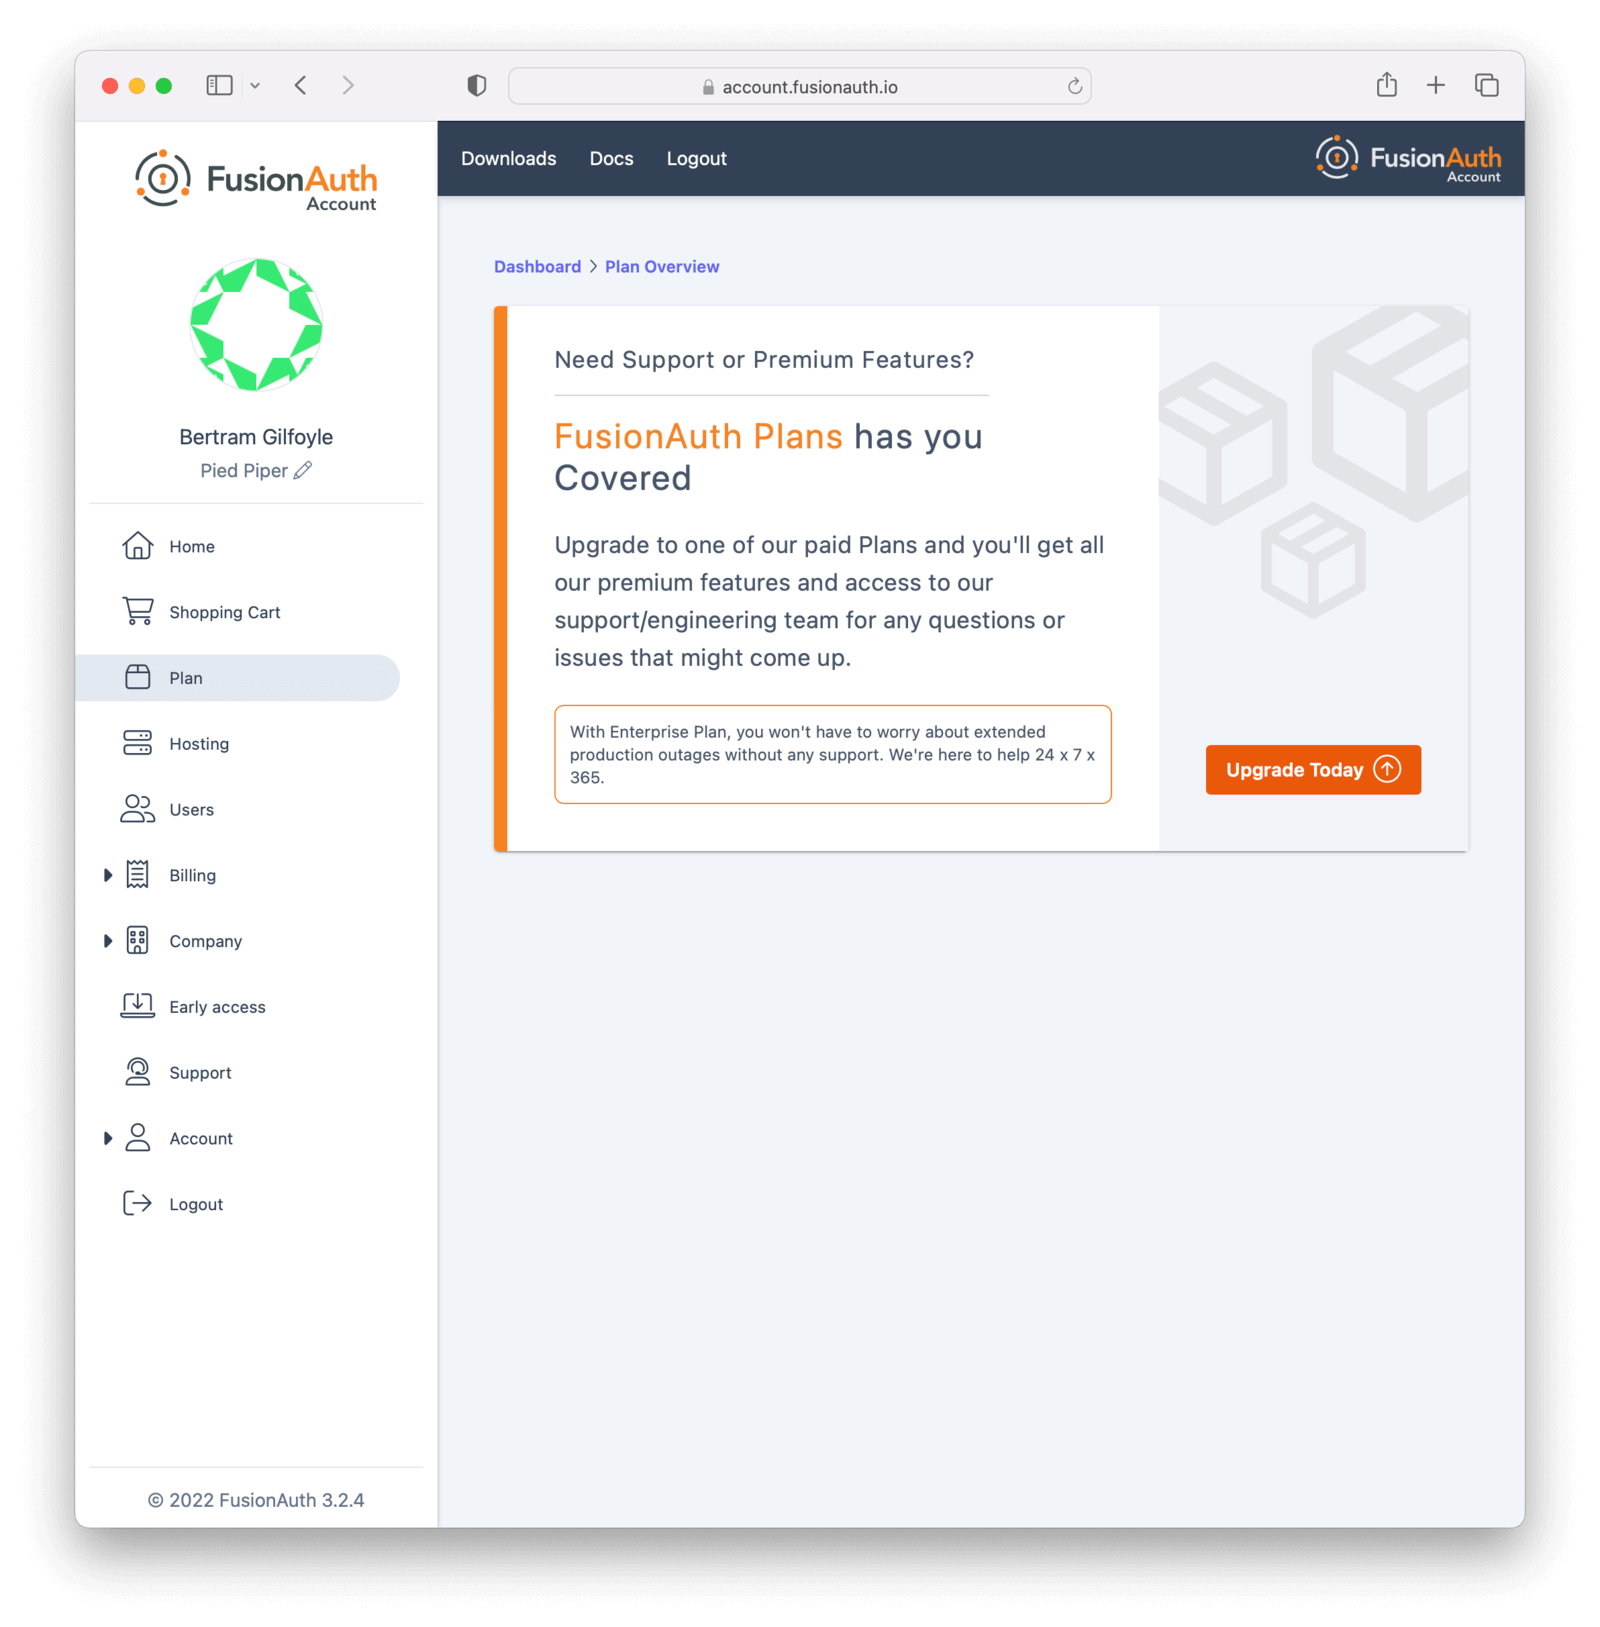 account.fusionauth.io
FusionAuth
Account
Downloads
Docs
Logout
FusionAuth
Account
Bertram Gilfoyle
Pied Piper
Home
Shopping Cart
Plan
Hosting
Users
Billing
Company
Early access
Support
Account
Logout
© 2022 FusionAuth 3.2.4
Dashboard > Plan Overview
Need Support or Premium Features?
FusionAuth Plans has you
Covered
Upgrade to one of our paid Plans and you'll get all
our premium features and access to our
support/engineering team for any questions or
issues that might come up.
With Enterprise Plan, you won't have to worry about extended
production outages without any support. We're here to help 24 x 7 x
365.
Upgrade Today